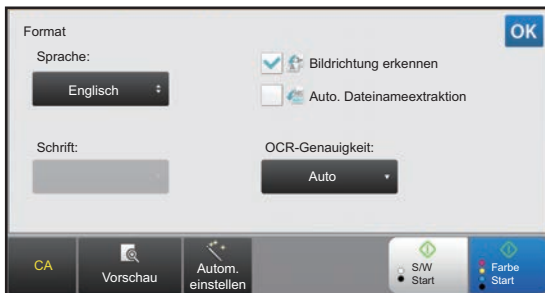 Format
OK
Sprache:
Englisch
Bildrichtung erkennen
Auto. Dateinameextraktion
Schrift:
OCR-Genauigkeit:
Auto
CA
Vorschau
Autom.
einstellen
S/W
Start
Farbe
Start